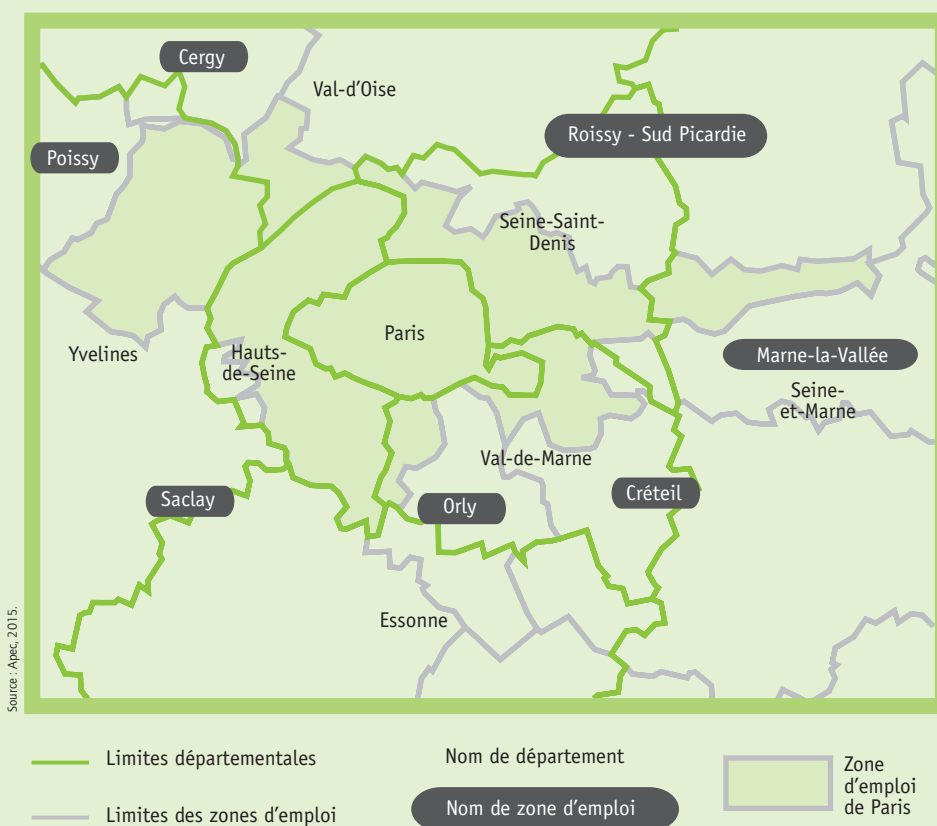 Cergy
Val-d'Oise
Roissy - Sud Picardie
Poissy
Seine-Saint-
Denis
Paris
Yvelines
Hauts-
de-Seine
Marne-la-Vallée
Seine-
et-Marne
Val-de-Marne
Saclay
Orly
Créteil
Essonne
Source : Apec, 2015.
Limites départementales
Nom de département
Zone
d'emploi
de Paris
Limites des zones d'emploi
Nom de zone d'emploi